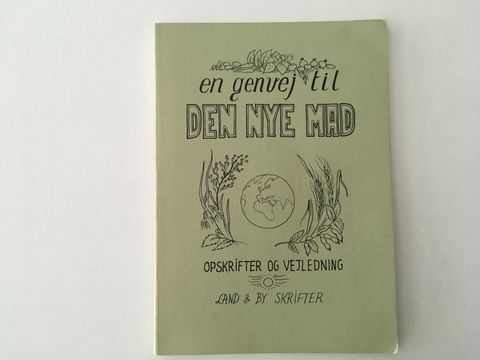 en genvej til
DEN NYE MAD
OPSKRIFTER OG VEJLEDNING
LAND & BY SKRIFTER